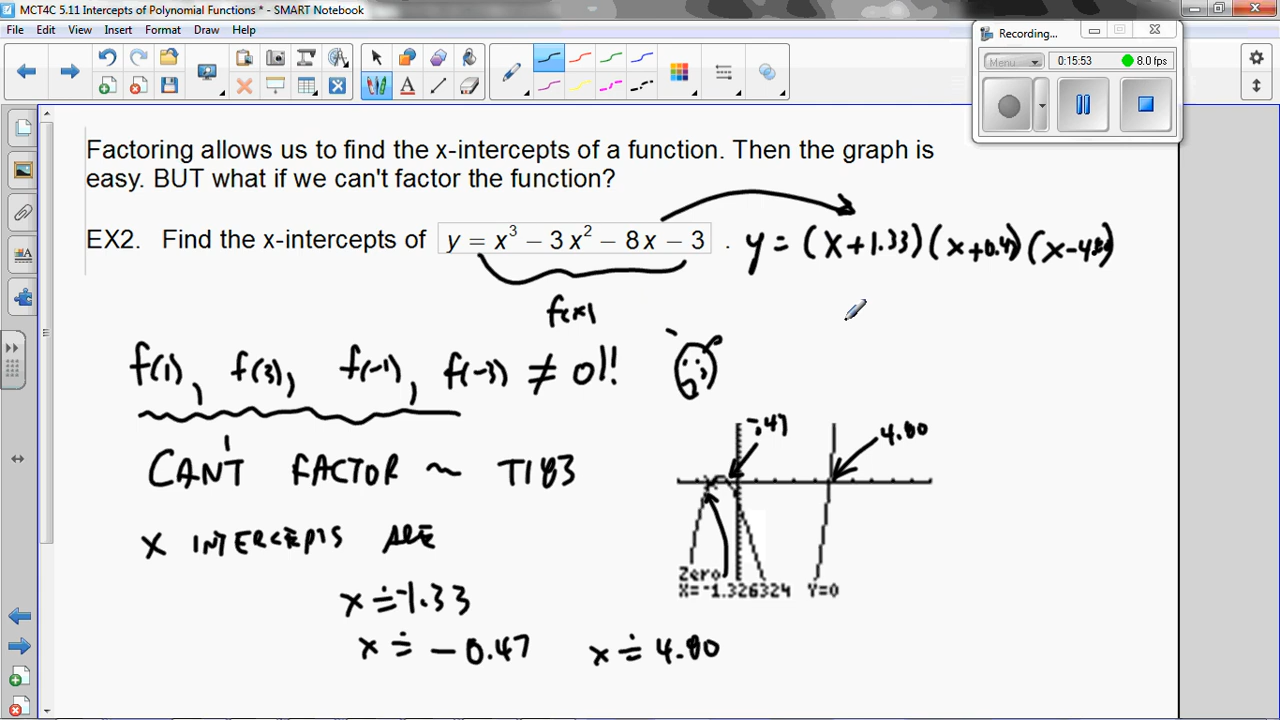 MCT4C 5.11 Intercepts of Polynomial Functions * - SMART Notebook
File Edit View Insert Format Draw Help
Recording...
Menu
0:15:53
8.0 fps
Factoring allows us to find the x-intercepts of a function. Then the graph is
easy. BUT what if we can't factor the function?
EX2. Find the x-intercepts of y = x³ − 3x² − 8x − 3 . y = (x+1.33)(x+0.47)(x-4.80)
f(x)
f(1), f(3), f(-1), f(-3) ≠ 0!!
-.47
4.80
CAN'T FACTOR ~ TI83
X INTERCEPTS ARE
Zero
X=-1.326324 Y=0
x ≐ -1.33
x ≐ -0.47 x ≐ 4.80